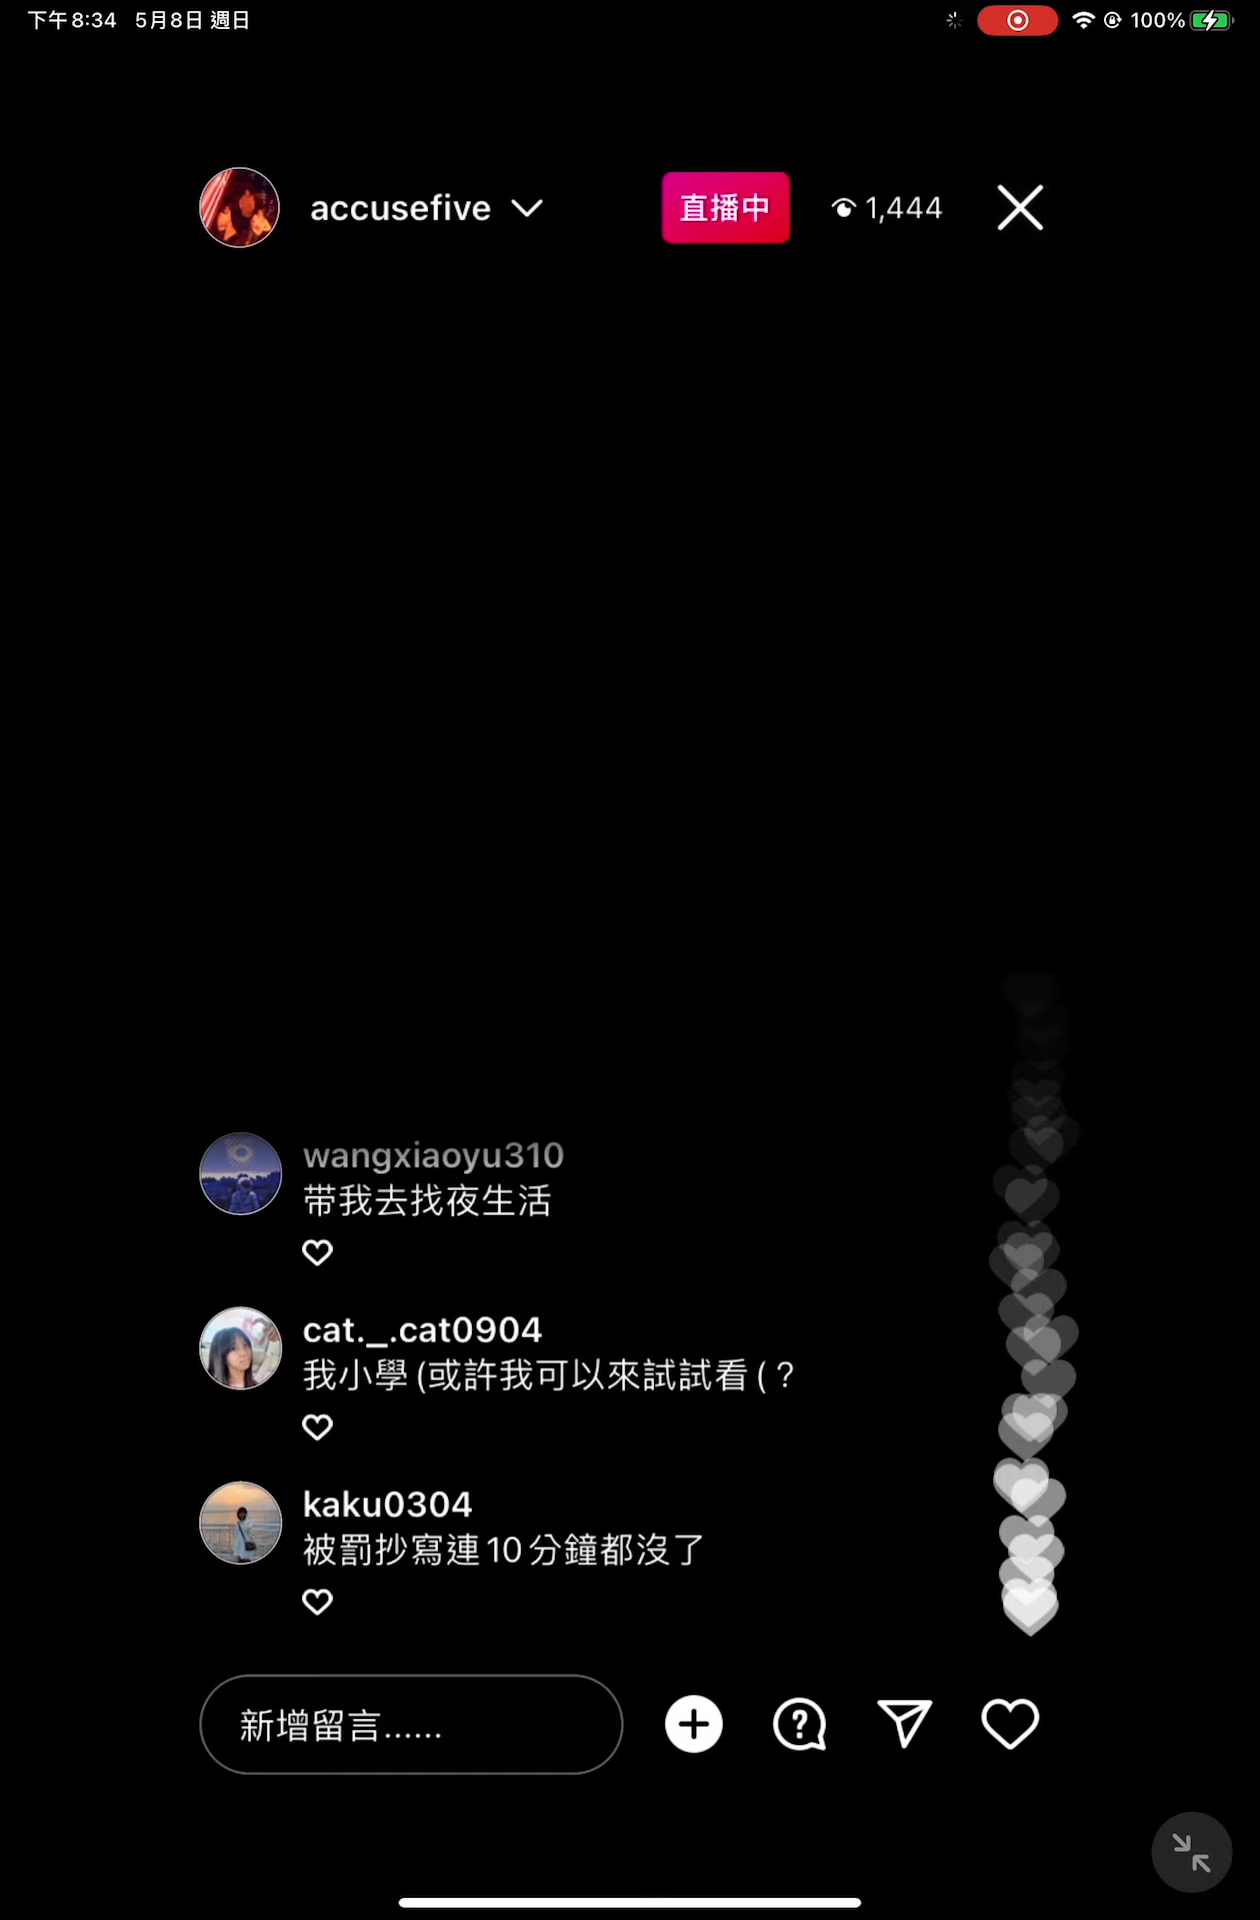 下午8:34 5月8日 週日
100%
accusefive
直播中
1,444
wangxiaoyu310
带我去找夜生活
cat._.cat0904
我小學(或許我可以來試試看(?
kaku0304
被罰抄寫連10分鐘都沒了
新增留言......